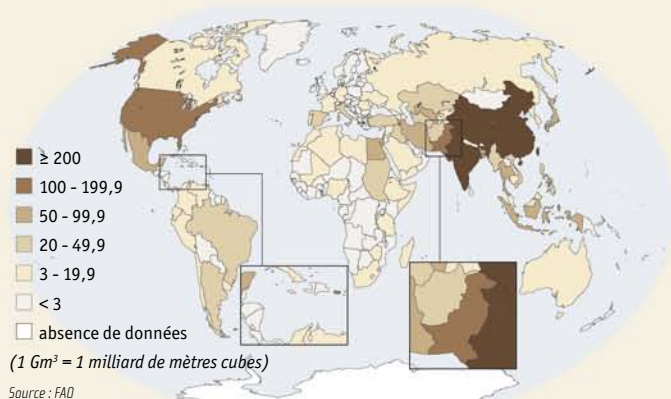 ≥ 200
100 - 199,9
50 - 99,9
20 - 49,9
3 - 19,9
< 3
absence de données
(1 Gm³ = 1 milliard de mètres cubes)
Source : FAO